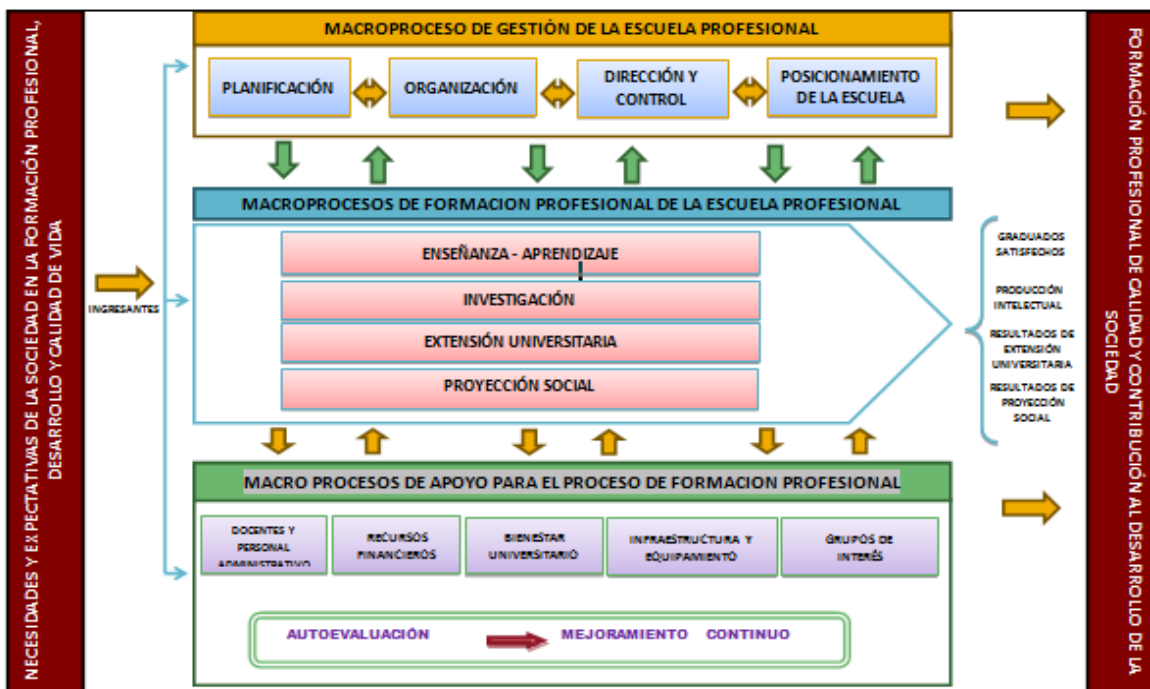 NECESIDADES Y EXPECTATIVAS DE LA SOCIEDAD EN LA FORMACIÓN PROFESIONAL,
DESARROLLO Y CALIDAD DE VIDA
INGRESANTES
MACROPROCESO DE GESTIÓN DE LA ESCUELA PROFESIONAL
PLANIFICACIÓN
ORGANIZACIÓN
DIRECCIÓN Y
CONTROL
POSICIONAMIENTO
DE LA ESCUELA
MACROPROCESOS DE FORMACION PROFESIONAL DE LA ESCUELA PROFESIONAL
ENSEÑANZA - APRENDIZAJE
INVESTIGACIÓN
EXTENSIÓN UNIVERSITARIA
PROYECCIÓN SOCIAL
GRADUADOS
SATISFECHOS
PRODUCCIÓN
INTELECTUAL
RESULTADOS DE
EXTENSIÓN
UNIVERSITARIA
RESULTADOS DE
PROYECCIÓN
SOCIAL
MACRO PROCESOS DE APOYO PARA EL PROCESO DE FORMACION PROFESIONAL
DOCENTES Y
PERSONAL
ADMINISTRATIVO
RECURSOS
FINANCIEROS
BIENESTAR
UNIVERSITARIO
INFRAESTRUCTURA Y
EQUIPAMIENTO
GRUPOS DE
INTERÉS
AUTOEVALUACIÓN
MEJORAMIENTO CONTINUO
FORMACIÓN PROFESIONAL DE CALIDAD Y CONTRIBUCIÓN AL DESARROLLO DE LA
SOCIEDAD